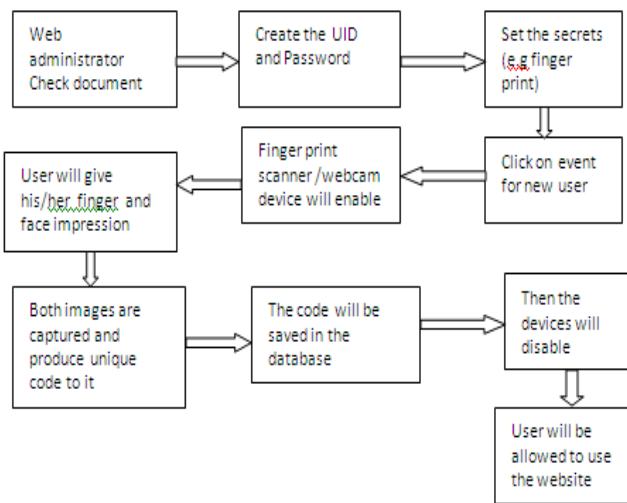 Web
administrator
Check document
Create the UID
and Password
Set the secrets
(e.g finger
print)
Click on event
for new user
Finger print
scanner /webcam
device will enable
User will give
his/her finger and
face impression
Both images are
captured and
produce unique
code to it
The code will be
saved in the
database
Then the
devices will
disable
User will be
allowed to use
the website